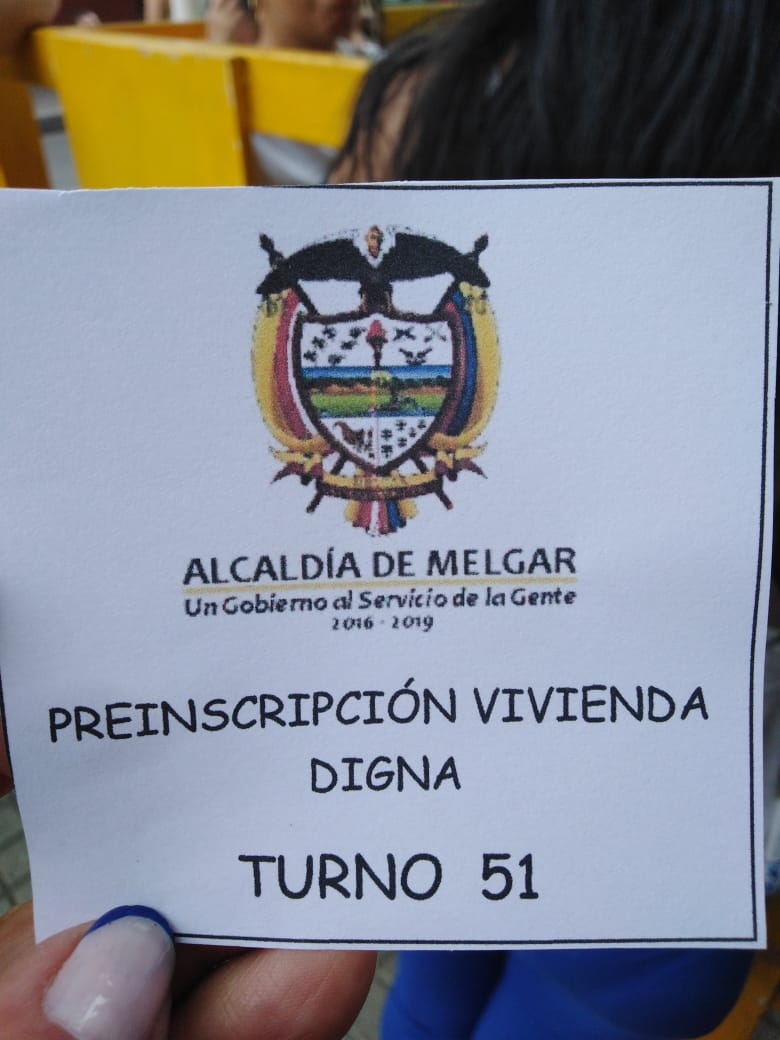 ALCALDÍA DE MELGAR
Un Gobierno al Servicio de la Gente
2016 - 2019
PREINSCRIPCIÓN VIVIENDA
DIGNA
TURNO 51